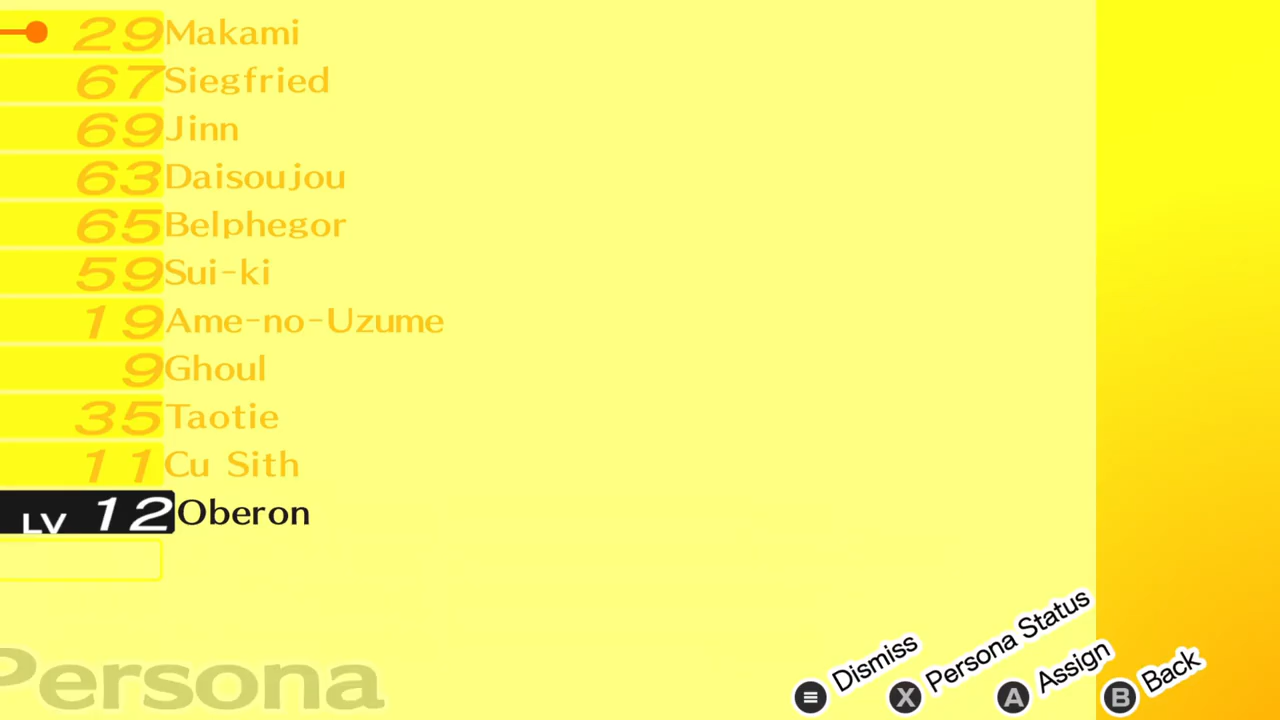 29 Makami
67 Siegfried
69 Jinn
63 Daisoujou
65 Belphegor
59 Sui-ki
19 Ame-no-Uzume
9 Ghoul
35 Taotie
11 Cu Sith
LV 12 Oberon
Persona
Dismiss X Persona Status A Assign B Back